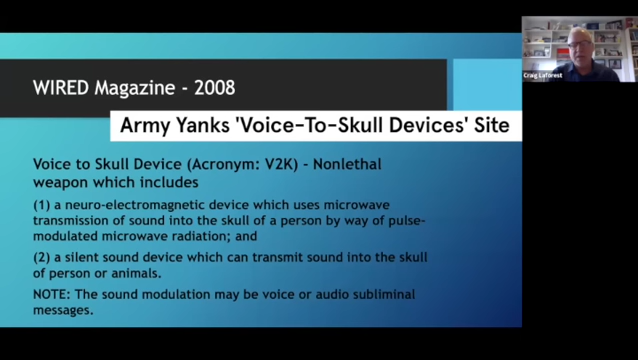 WIRED Magazine - 2008
Craig Laforest
Army Yanks 'Voice-To-Skull Devices' Site
Voice to Skull Device (Acronym: V2K) - Nonlethal
weapon which includes
(1) a neuro-electromagnetic device which uses microwave
transmission of sound into the skull of a person by way of pulse-
modulated microwave radiation; and
(2) a silent sound device which can transmit sound into the skull
of person or animals.
NOTE: The sound modulation may be voice or audio subliminal
messages.